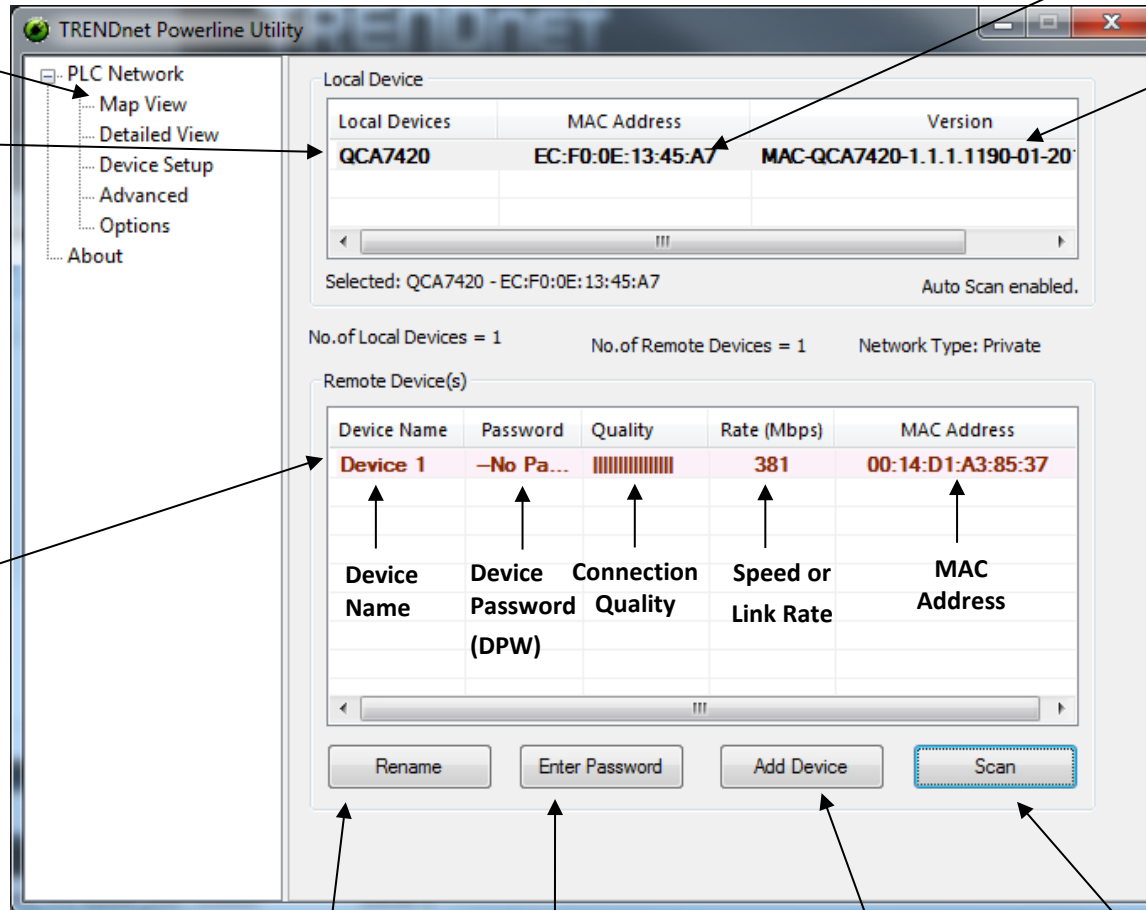 TRENDnet
TRENDnet Powerline Utility
PLC Network
Map View
Detailed View
Device Setup
Advanced
Options
About
Local Device
Local Devices MAC Address Version
QCA7420 EC:F0:0E:13:45:A7 MAC-QCA7420-1.1.1.1190-01-20
Selected: QCA7420 - EC:F0:0E:13:45:A7 Auto Scan enabled.
No.of Local Devices = 1 No.of Remote Devices = 1 Network Type: Private
Remote Device(s)
Device Name Password Quality Rate (Mbps) MAC Address
Device 1 –No Pa... 381 00:14:D1:A3:85:37
Device Name
Device Password (DPW)
Connection Quality
Speed or Link Rate
MAC Address
Rename Enter Password Add Device Scan